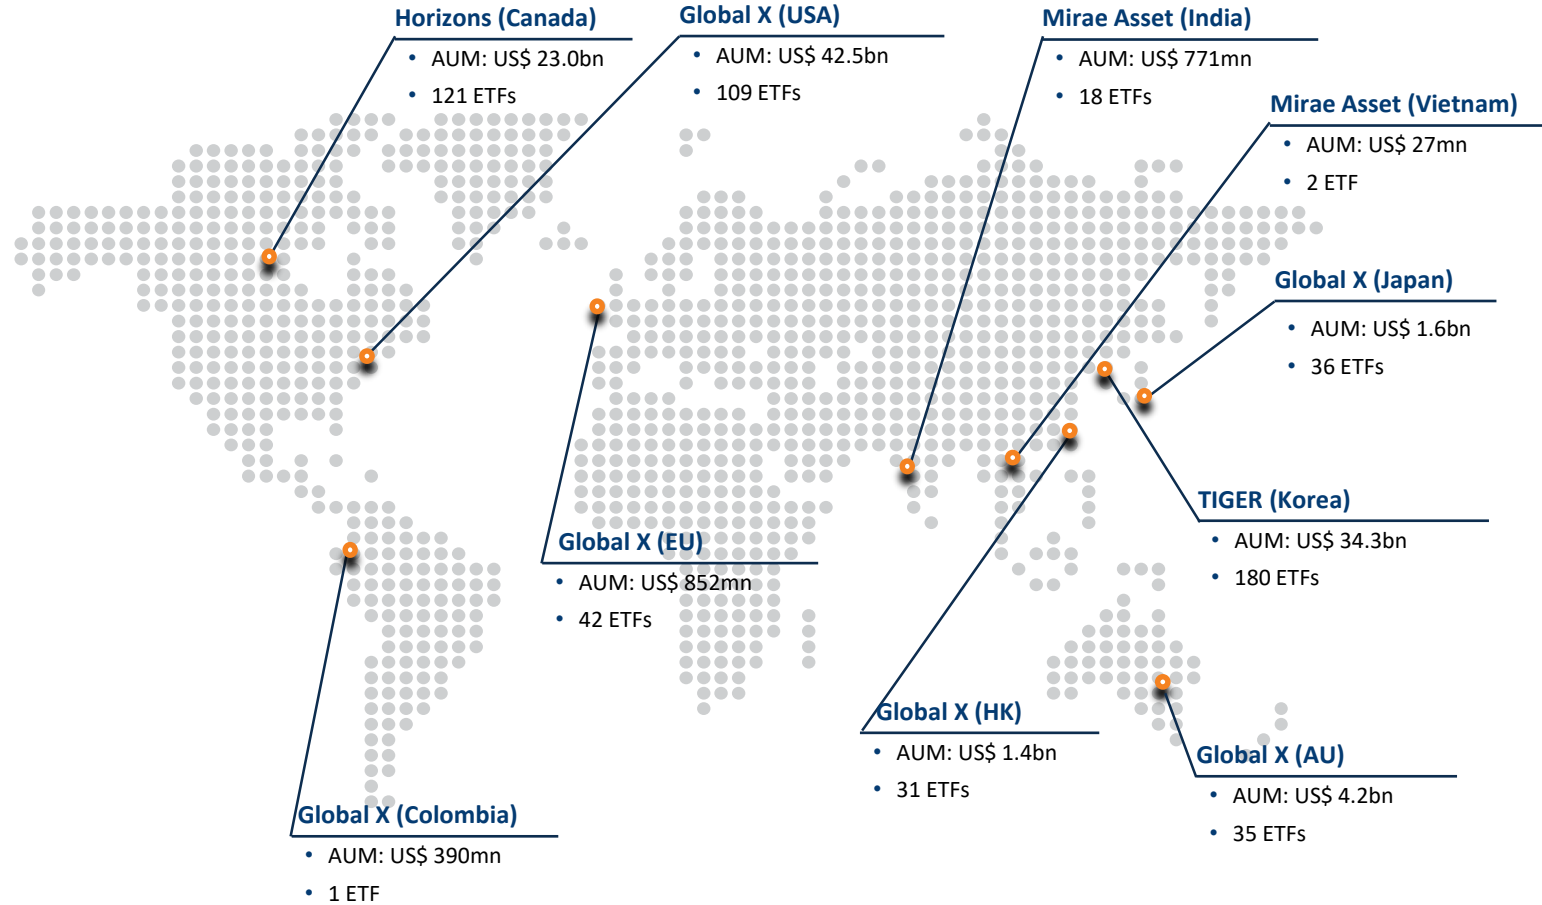 Horizons (Canada)
• AUM: US$ 23.0bn
• 121 ETFs
Global X (USA)
• AUM: US$ 42.5bn
• 109 ETFs
Mirae Asset (India)
• AUM: US$ 771mn
• 18 ETFs
Mirae Asset (Vietnam)
• AUM: US$ 27mn
• 2 ETF
Global X (Japan)
• AUM: US$ 1.6bn
• 36 ETFs
TIGER (Korea)
• AUM: US$ 34.3bn
• 180 ETFs
Global X (EU)
• AUM: US$ 852mn
• 42 ETFs
Global X (HK)
• AUM: US$ 1.4bn
• 31 ETFs
Global X (AU)
• AUM: US$ 4.2bn
• 35 ETFs
Global X (Colombia)
• AUM: US$ 390mn
• 1 ETF